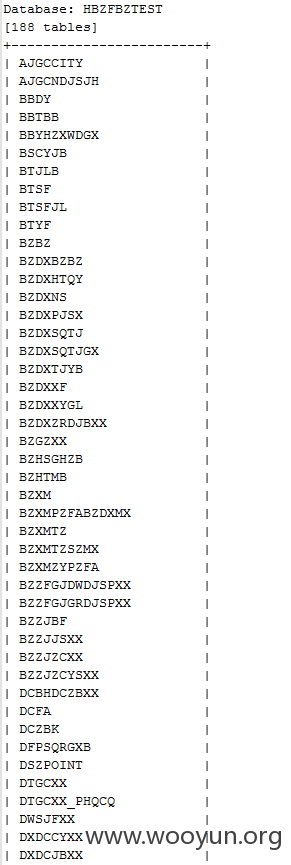 Database: HBZFBZTEST
[188 tables]
+------------------------+
| AJGCCITY |
| AJGCNDJSJH |
| BBDY |
| BBTBB |
| BBYHZXWDGX |
| BSCYJB |
| BTJLB |
| BTSF |
| BTSFJL |
| BTYF |
| BZBZ |
| BZDXBZBZ |
| BZDXHTQY |
| BZDXNS |
| BZDXPJSX |
| BZDXSQTJ |
| BZDXSQTJGX |
| BZDXTJYB |
| BZDXXF |
| BZDXXYGL |
| BZDXZRDJBXX |
| BZGZXX |
| BZHSGHZB |
| BZHTMB |
| BZXM |
| BZXMPZFABZDXMX |
| BZXMTZ |
| BZXMTZSZMX |
| BZXMZYPZFA |
| BZZFGJDWDJSPXX |
| BZZFGJGRDJSPXX |
| BZZJBF |
| BZZJJSXX |
| BZZJZCXX |
| BZZJZCYSXX |
| DCBHDCZBXX |
| DCFA |
| DCZBK |
| DFPSQRGXB |
| DSZPOINT |
| DTGCXX |
| DTGCXX_PHQCQ |
| DWSJFXX |
| DXDCCYXX |
www.wooyun.org
| DXDCJBXX |